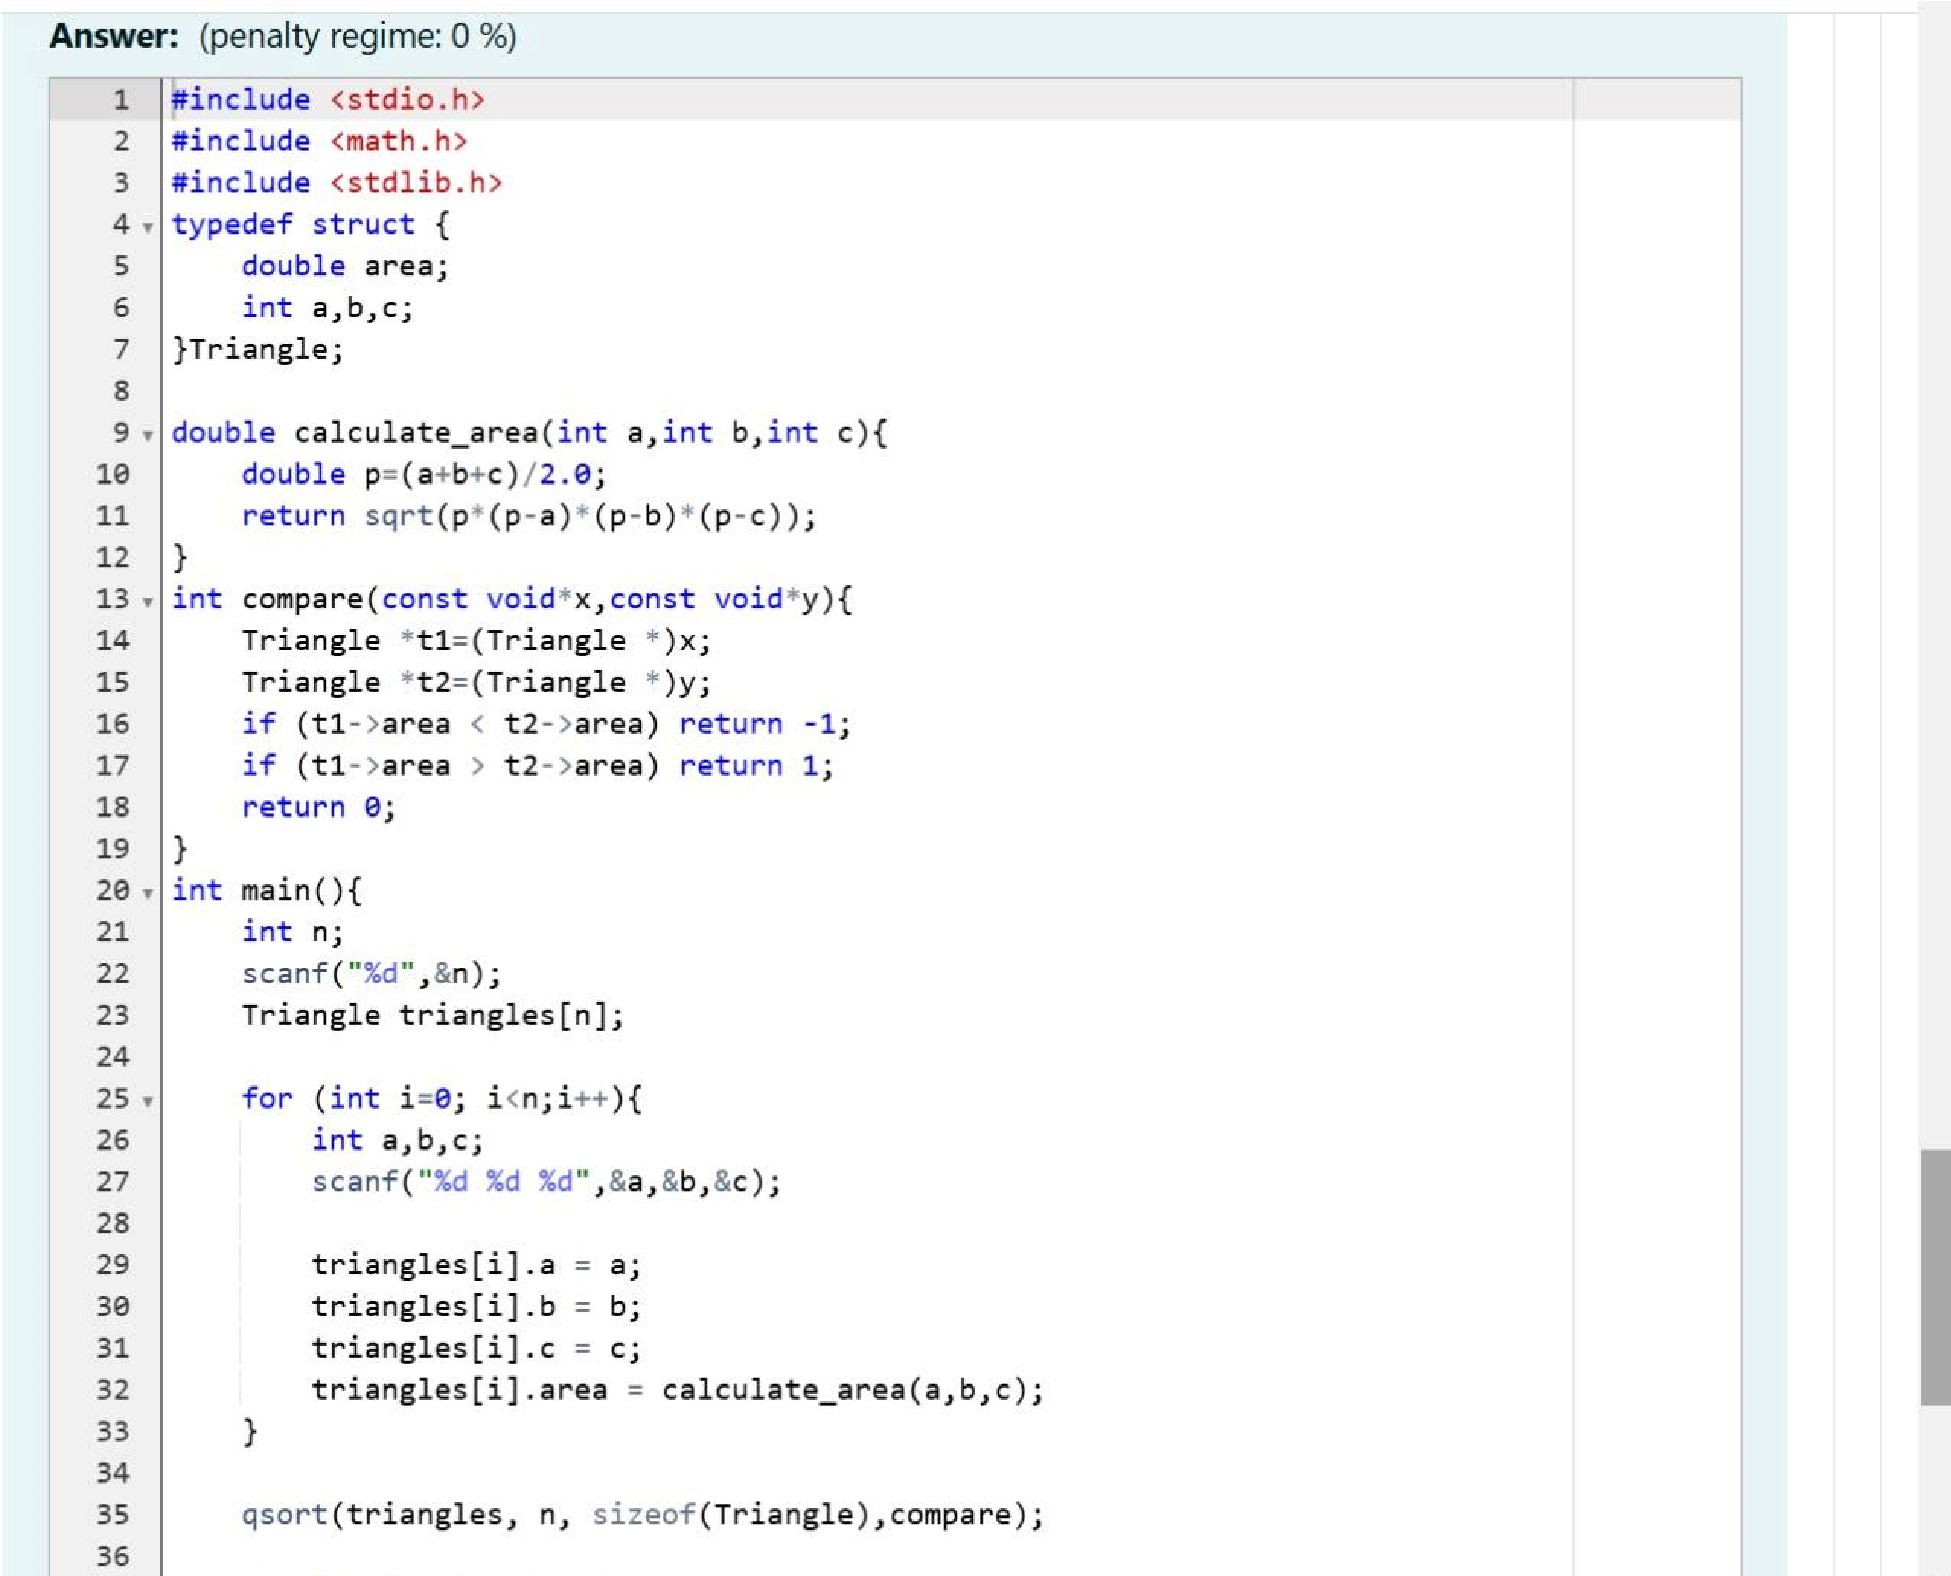 Answer: (penalty regime: 0 %)
1 #include <stdio.h>
2 #include <math.h>
3 #include <stdlib.h>
4 typedef struct {
5     double area;
6     int a,b,c;
7 }Triangle;
8
9 double calculate_area(int a,int b,int c){
10     double p=(a+b+c)/2.0;
11     return sqrt(p*(p-a)*(p-b)*(p-c));
12 }
13 int compare(const void*x,const void*y){
14     Triangle *t1=(Triangle *)x;
15     Triangle *t2=(Triangle *)y;
16     if (t1->area < t2->area) return -1;
17     if (t1->area > t2->area) return 1;
18     return 0;
19 }
20 int main(){
21     int n;
22     scanf("%d",&n);
23     Triangle triangles[n];
24
25     for (int i=0; i<n;i++){
26         int a,b,c;
27         scanf("%d %d %d",&a,&b,&c);
28
29         triangles[i].a = a;
30         triangles[i].b = b;
31         triangles[i].c = c;
32         triangles[i].area = calculate_area(a,b,c);
33     }
34
35     qsort(triangles, n, sizeof(Triangle),compare);
36